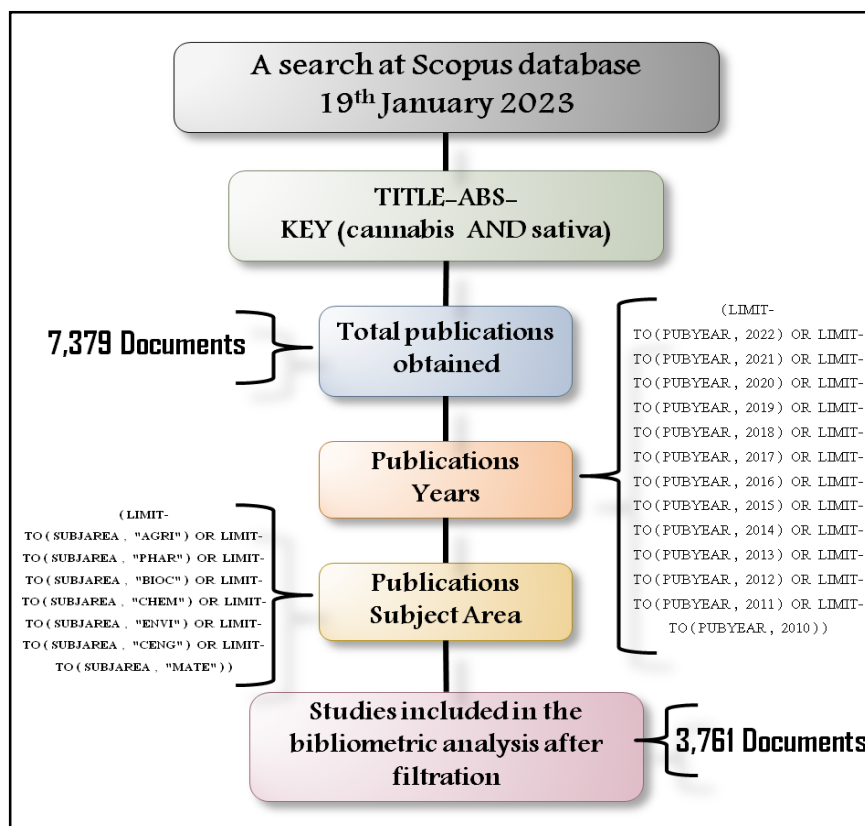 A search at Scopus database
19th January 2023
TITLE-ABS-
KEY (cannabis AND sativa)
7,379 Documents
Total publications
obtained
Publications
Years
(LIMIT-
TO(PUBYEAR, 2022) OR LIMIT-
TO(PUBYEAR, 2021) OR LIMIT-
TO(PUBYEAR, 2020) OR LIMIT-
TO(PUBYEAR, 2019) OR LIMIT-
TO(PUBYEAR, 2018) OR LIMIT-
TO(PUBYEAR, 2017) OR LIMIT-
TO(PUBYEAR, 2016) OR LIMIT-
TO(PUBYEAR, 2015) OR LIMIT-
TO(PUBYEAR, 2014) OR LIMIT-
TO(PUBYEAR, 2013) OR LIMIT-
TO(PUBYEAR, 2012) OR LIMIT-
TO(PUBYEAR, 2011) OR LIMIT-
TO(PUBYEAR, 2010))
(LIMIT-
TO(SUBJAREA, "AGRI") OR LIMIT-
TO(SUBJAREA, "PHAR") OR LIMIT-
TO(SUBJAREA, "BIOC") OR LIMIT-
TO(SUBJAREA, "CHEM") OR LIMIT-
TO(SUBJAREA, "ENVI") OR LIMIT-
TO(SUBJAREA, "CENG") OR LIMIT-
TO(SUBJAREA, "MATE"))
Publications
Subject Area
Studies included in the
bibliometric analysis after
filtration
3,761 Documents